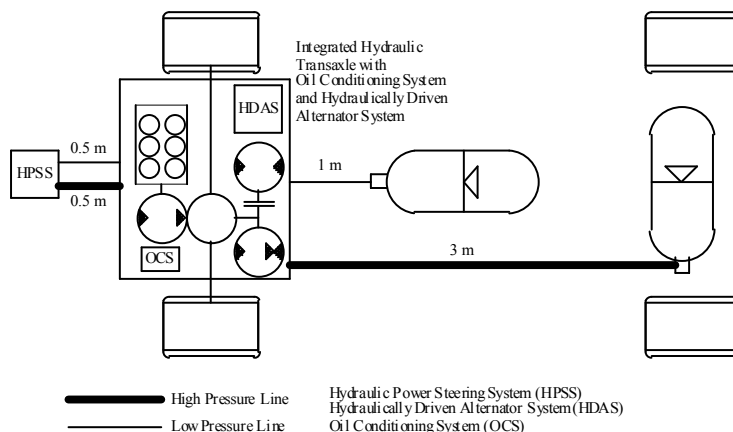 Integrated Hydraulic
Transaxle with
Oil Conditioning System
and Hydraulically Driven
Alternator System
HDAS
0.5 m
HPSS
0.5 m
1 m
OCS
3 m
High Pressure Line
Low Pressure Line
Hydraulic Power Steering System (HPSS)
Hydraulically Driven Alternator System (HDAS)
Oil Conditioning System (OCS)